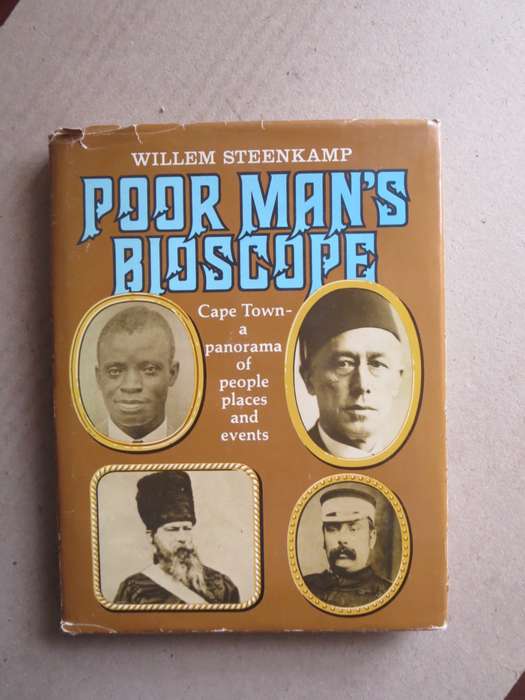 WILLEM STEENKAMP
POOR MAN'S
BIOSCOPE
Cape Town-
a
panorama
of
people
places
and
events